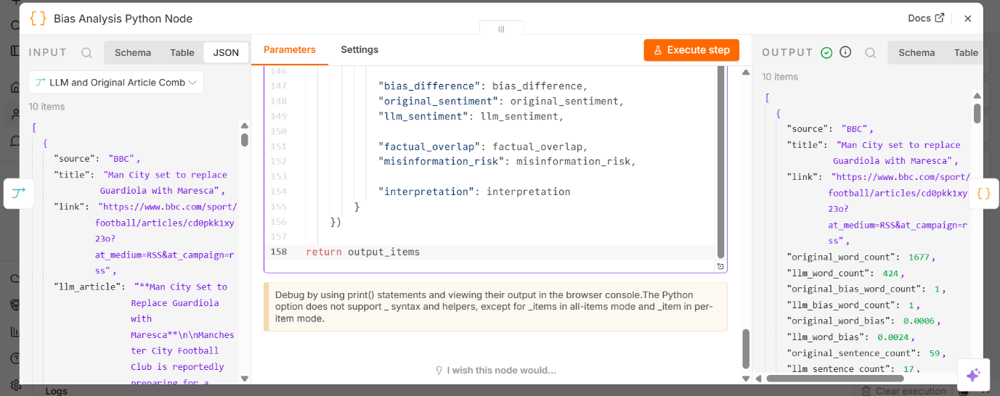 {} Bias Analysis Python Node
Docs
INPUT
Schema
Table
JSON
LLM and Original Article Comb
10 items
[
{
"source": "BBC",
"title": "Man City set to replace
Guardiola with Maresca",
"link": "https://www.bbc.com/sport/
football/articles/cd0pkk1xy
23o?
at_medium=RSS&at_campaign=r
ss",
"llm_article": "**Man City Set to
Replace Guardiola
with
Maresca**\n\nManches
ter City Football
Club is reportedly
preparing for a
Parameters
Settings
Execute step
146
147 "bias_difference": bias_difference,
148 "original_sentiment": original_sentiment,
149 "llm_sentiment": llm_sentiment,
150
151 "factual_overlap": factual_overlap,
152 "misinformation_risk": misinformation_risk,
153
154 "interpretation": interpretation
155 }
156 })
157
158 return output_items
Debug by using print() statements and viewing their output in the browser console.The Python
option does not support _ syntax and helpers, except for _items in all-items mode and _item in per-
item mode.
I wish this node would...
OUTPUT
Schema
Table
10 items
[
{
"source": "BBC",
"title": "Man City set to replace
Guardiola with Maresca",
"link": "https://www.bbc.com/sport/
football/articles/cd0pkk1xy
23o?
at_medium=RSS&at_campaign=r
ss",
"original_word_count": 1677,
"llm_word_count": 424,
"original_bias_word_count": 1,
"llm_bias_word_count": 1,
"original_word_bias": 0.0006,
"llm_word_bias": 0.0024,
"original_sentence_count": 59,
"llm_sentence_count": 17,
{}
Logs
Clear execution